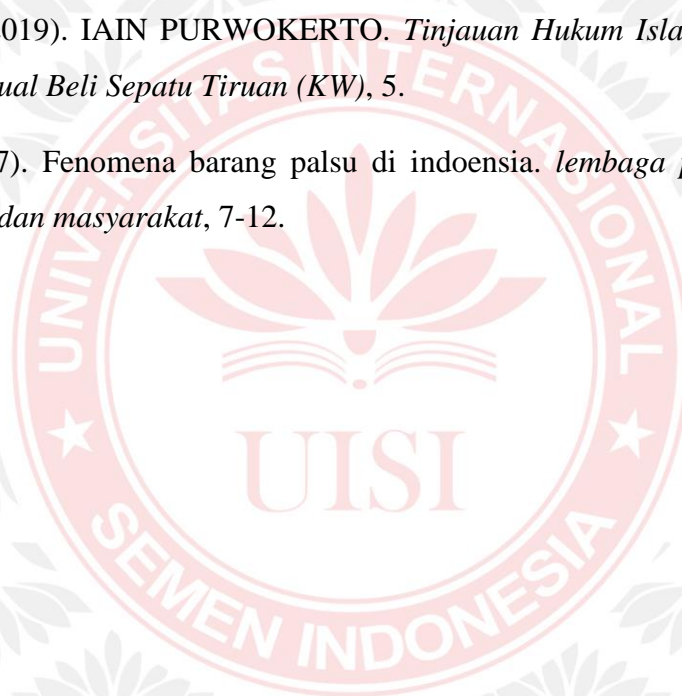 2019). IAIN PURWOKERTO. Tinjauan Hukum Isla
ual Beli Sepatu Tiruan (KW), 5.
7). Fenomena barang palsu di indoensia. lembaga p
dan masyarakat, 7-12.
UNIVERSITAS INTERNASIONAL
UISI
SEMEN INDONESIA